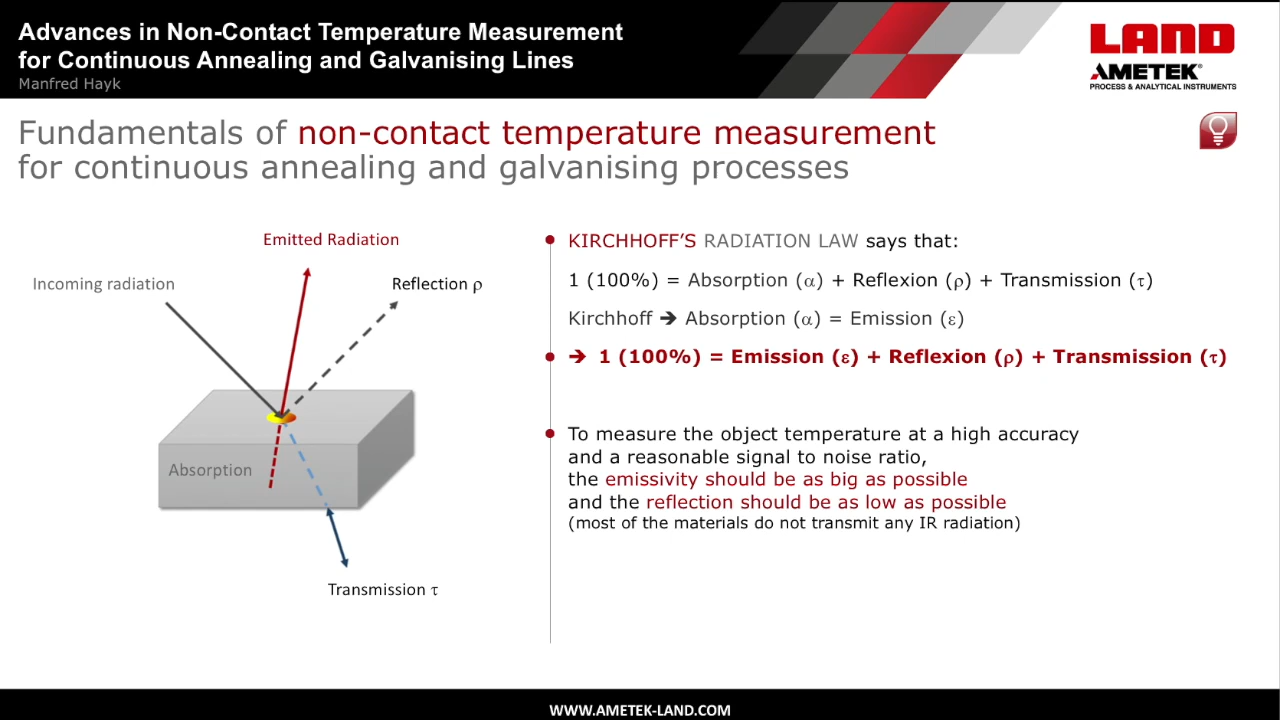 Advances in Non-Contact Temperature Measurement
for Continuous Annealing and Galvanising Lines
Manfred Hayk
LAND
AMETEK®
PROCESS & ANALYTICAL INSTRUMENTS
Fundamentals of non-contact temperature measurement
for continuous annealing and galvanising processes
Emitted Radiation
Incoming radiation
Reflection ρ
Absorption
Transmission τ
KIRCHHOFF'S RADIATION LAW says that:
1 (100%) = Absorption (α) + Reflexion (ρ) + Transmission (τ)
Kirchhoff ➔ Absorption (α) = Emission (ε)
➔ 1 (100%) = Emission (ε) + Reflexion (ρ) + Transmission (τ)
To measure the object temperature at a high accuracy
and a reasonable signal to noise ratio,
the emissivity should be as big as possible
and the reflection should be as low as possible
(most of the materials do not transmit any IR radiation)
WWW.AMETEK-LAND.COM